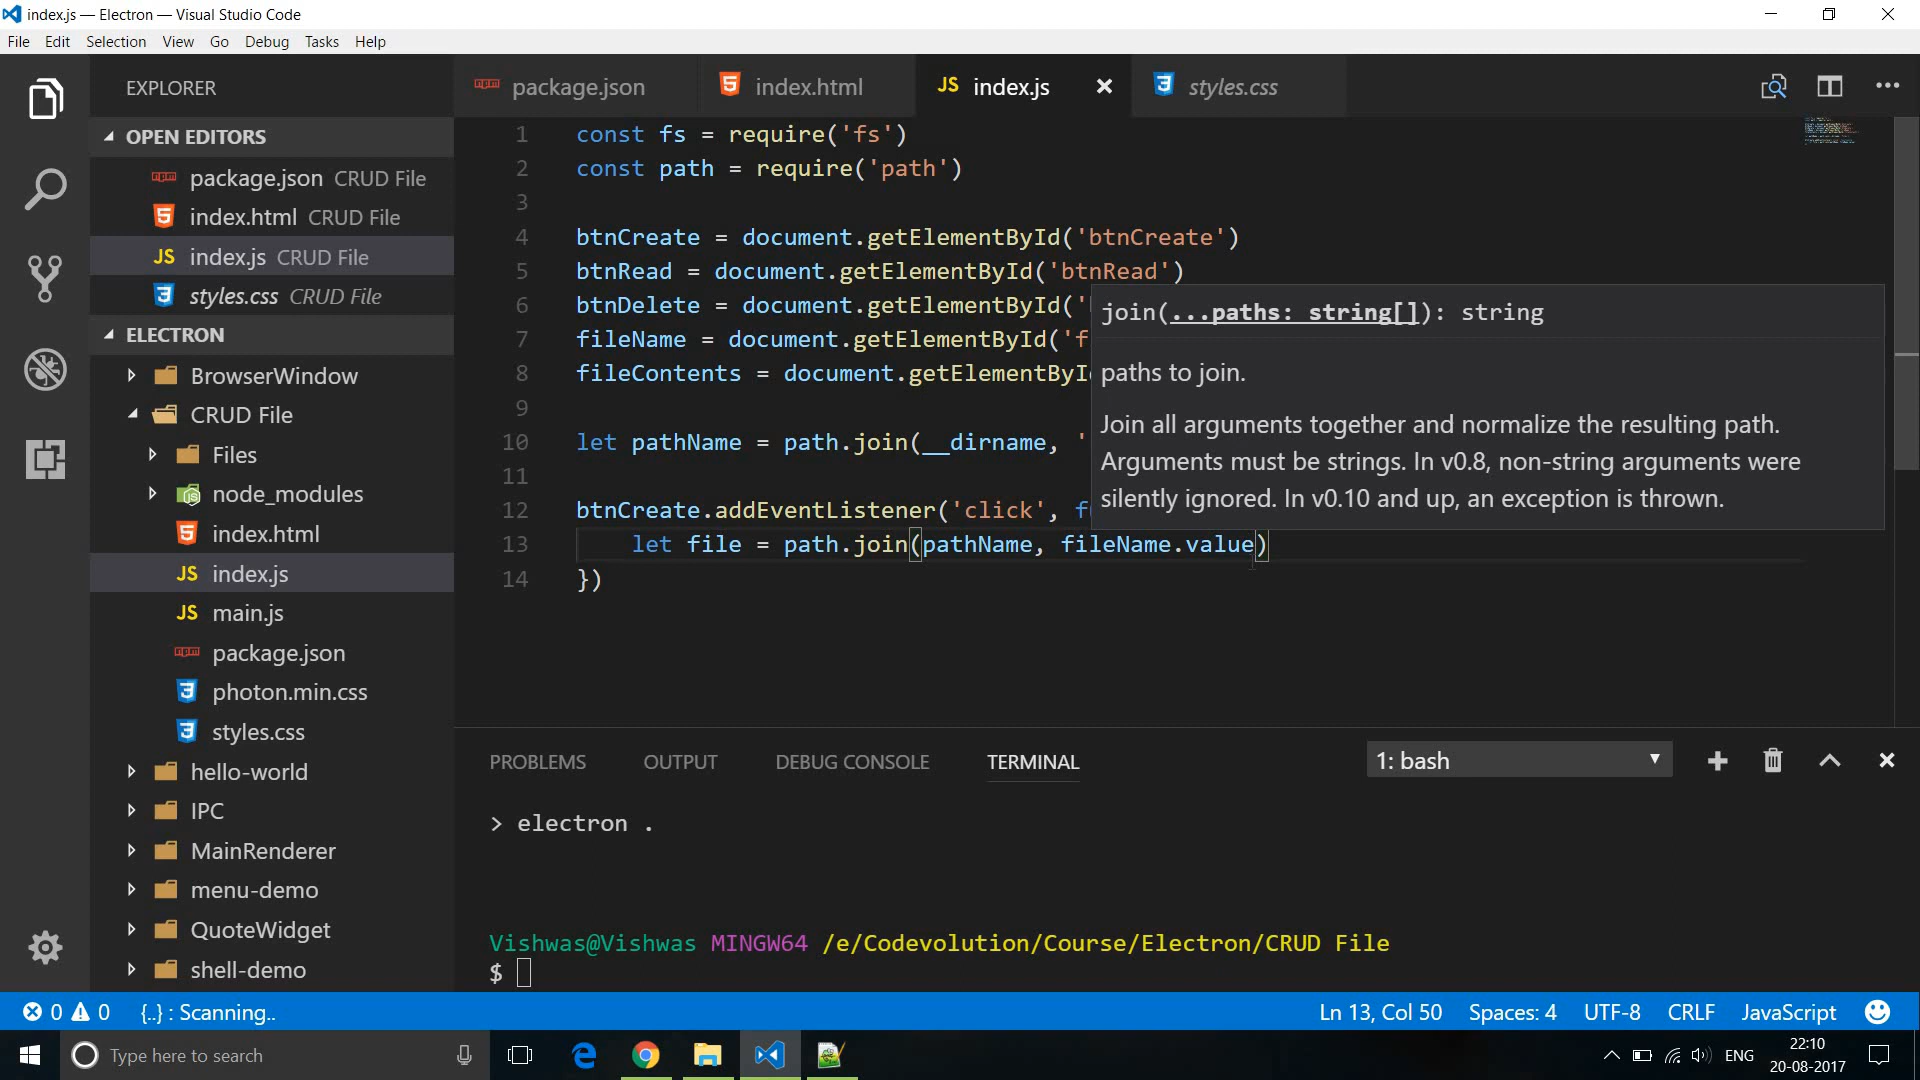 index.js — Electron — Visual Studio Code
File Edit Selection View Go Debug Tasks Help
EXPLORER
OPEN EDITORS
package.json CRUD File
index.html CRUD File
index.js CRUD File
styles.css CRUD File
ELECTRON
BrowserWindow
CRUD File
Files
node_modules
index.html
index.js
main.js
package.json
photon.min.css
styles.css
hello-world
IPC
MainRenderer
menu-demo
QuoteWidget
shell-demo
package.json index.html JS index.js styles.css
1 const fs = require('fs')
2 const path = require('path')
3
4 btnCreate = document.getElementById('btnCreate')
5 btnRead = document.getElementById('btnRead')
6 btnDelete = document.getElementById('
7 fileName = document.getElementById('f
8 fileContents = document.getElementById
9
10 let pathName = path.join(__dirname, '
11
12 btnCreate.addEventListener('click', f
13 let file = path.join(pathName, fileName.value)
14 })
join(...paths: string[]): string
paths to join.
Join all arguments together and normalize the resulting path.
Arguments must be strings. In v0.8, non-string arguments were
silently ignored. In v0.10 and up, an exception is thrown.
PROBLEMS OUTPUT DEBUG CONSOLE TERMINAL 1: bash
> electron .
Vishwas@Vishwas MINGW64 /e/Codevolution/Course/Electron/CRUD File
$
0 0 {..} : Scanning.. Ln 13, Col 50 Spaces: 4 UTF-8 CRLF JavaScript
Type here to search ENG 22:10
20-08-2017